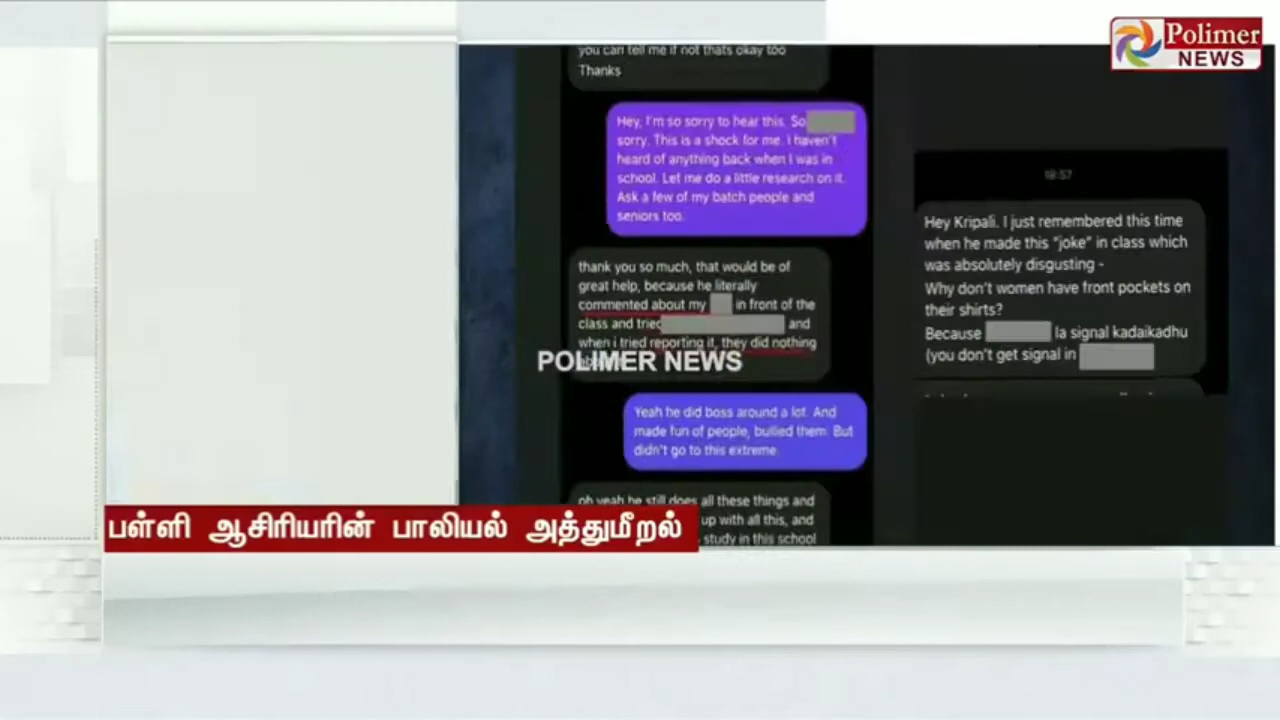 Polimer
NEWS
you can tell me if not thats okay too
Thanks
Hey, I'm so sorry to hear this. So
sorry. This is a shock for me. I haven't
heard of anything back when I was in
school. Let me do a little research on it.
Ask a few of my batch people and
seniors too.
thank you so much, that would be of
great help, because he literally
commented about my in front of the
class and tried and
when i tried reporting it, they did nothing
POLIMER NEWS
Yeah he did boss around a lot. And
made fun of people, bullied them. But
didn't go to this extreme.
oh yeah he still does all these things and
up with all this, and
study in this school
18:57
Hey Kripali. I just remembered this time
when he made this "joke" in class which
was absolutely disgusting -
Why don't women have front pockets on
their shirts?
Because la signal kadaikadhu
(you don't get signal in
பள்ளி ஆசிரியரின் பாலியல் அத்துமீறல்